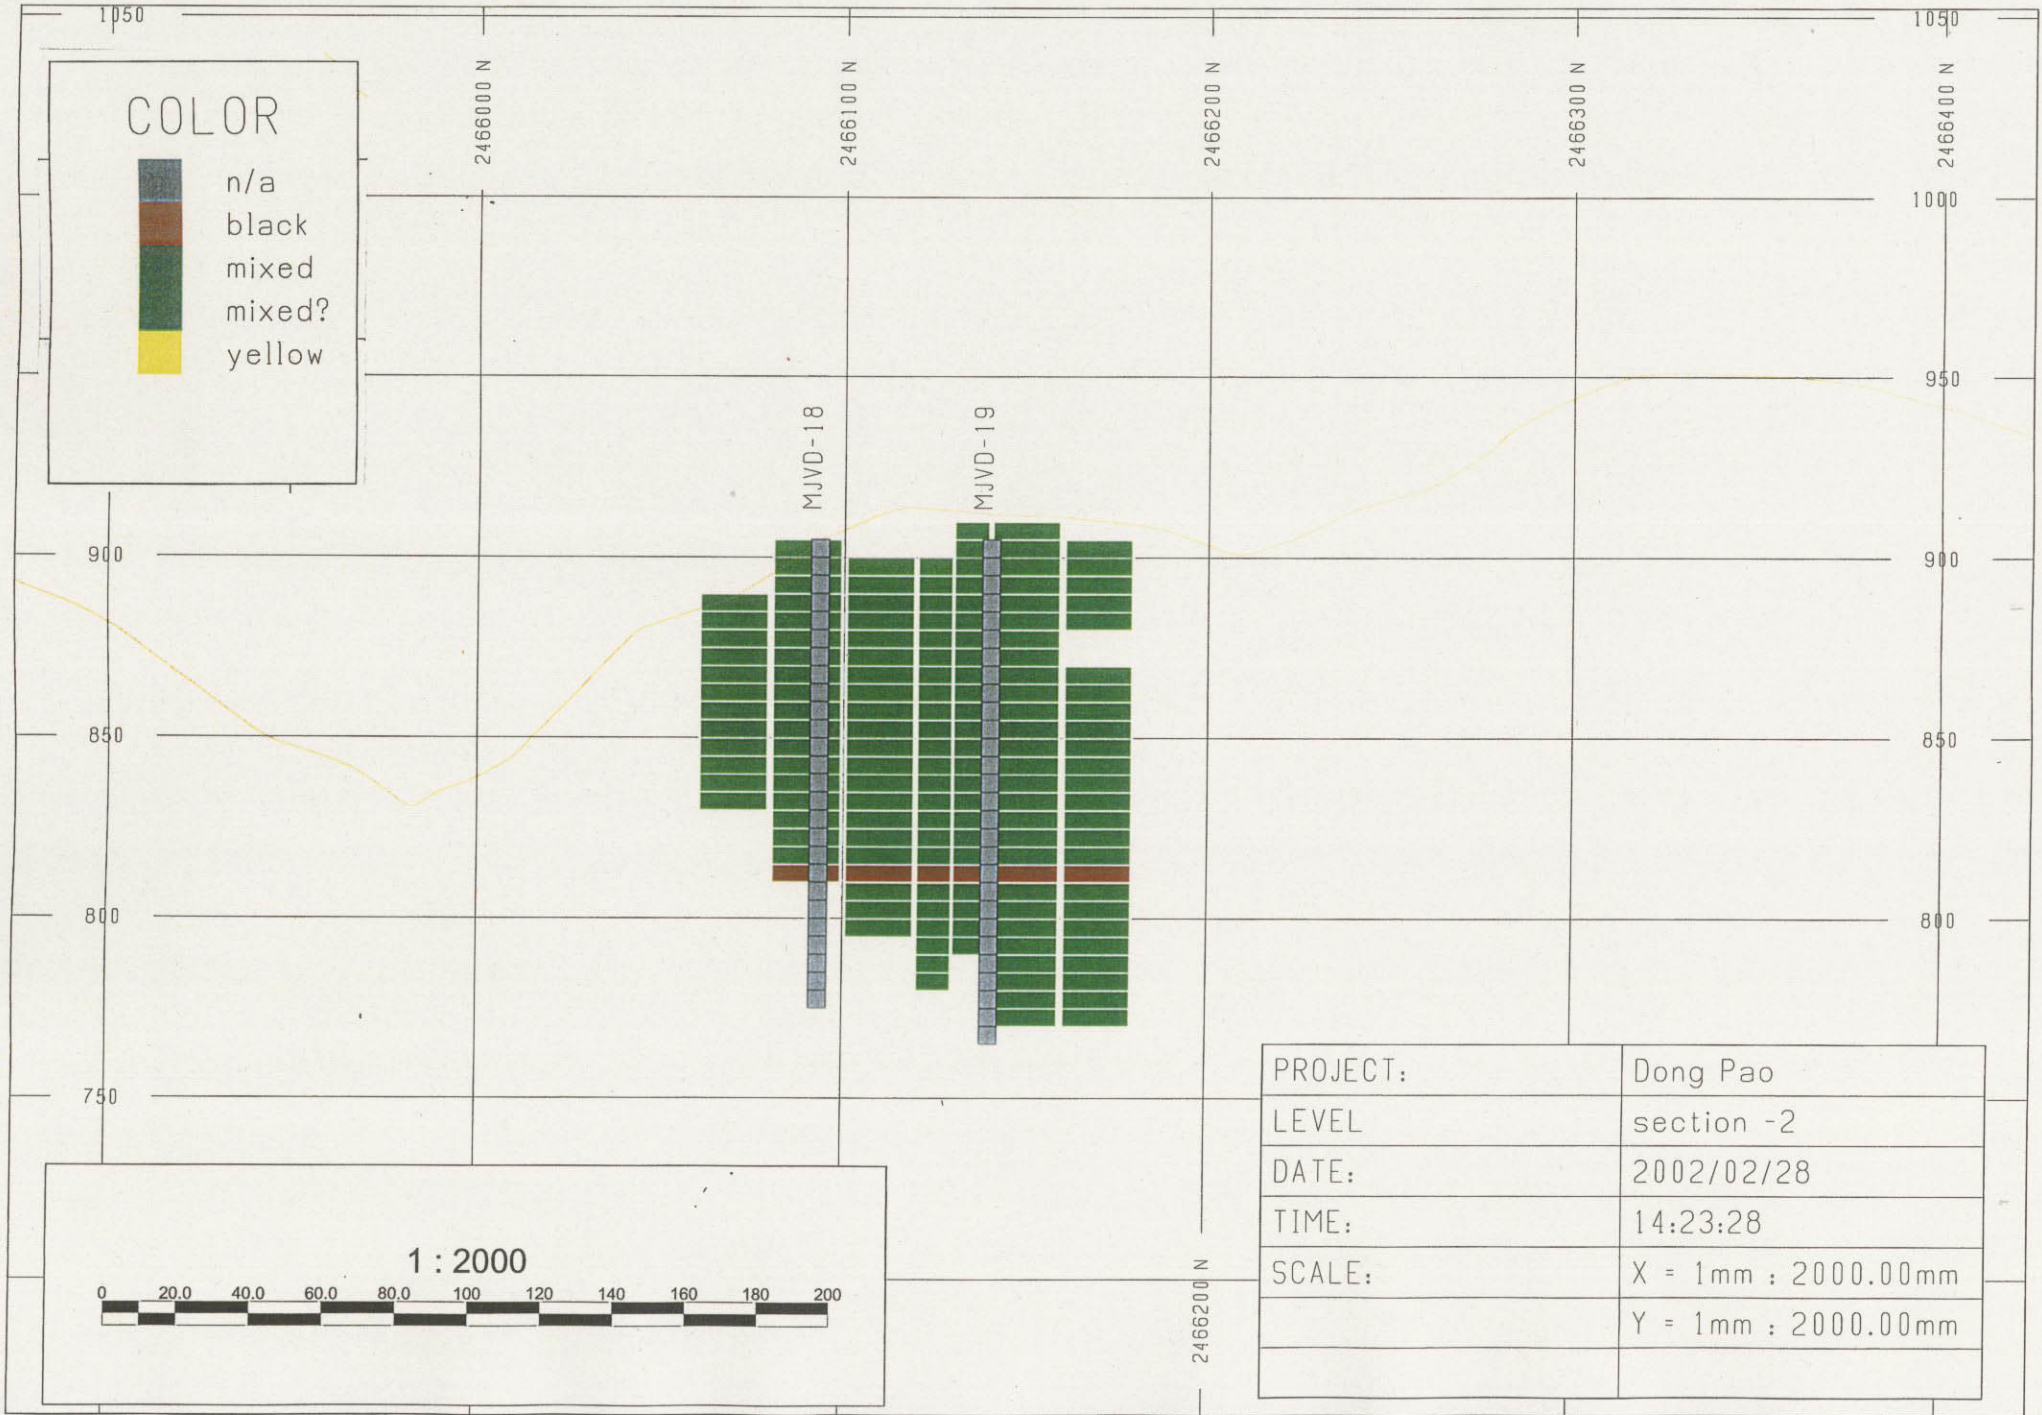 1050
1050
2466000 N
2466100 N
2466200 N
2466300 N
2466400 N
COLOR
n/a
black
mixed
mixed?
yellow
1000
950
MJVD-18
MJVD-19
900
900
850
850
800
800
750
PROJECT: Dong Pao
LEVEL section -2
DATE: 2002/02/28
TIME: 14:23:28
SCALE: X = 1mm : 2000.00mm
Y = 1mm : 2000.00mm
1 : 2000
0 20.0 40.0 60.0 80.0 100 120 140 160 180 200
2466200 N